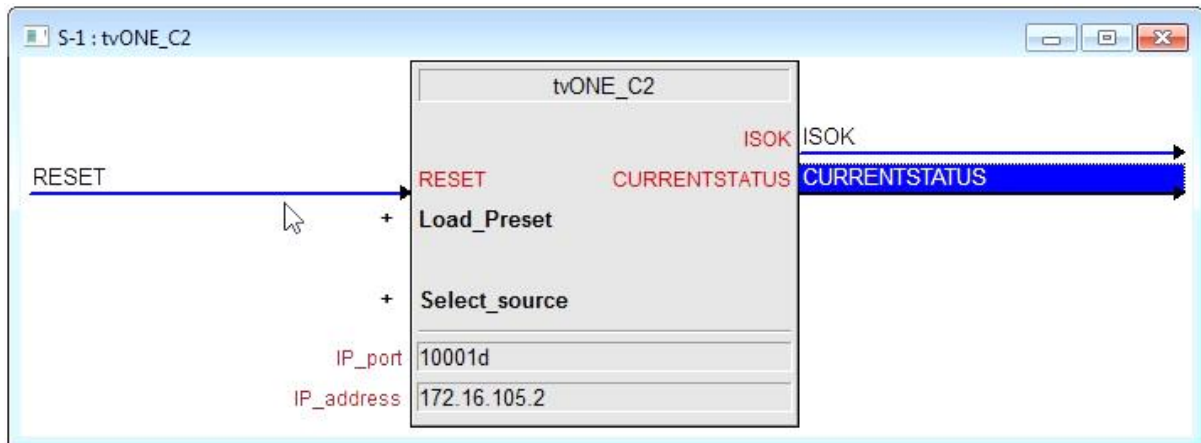 S-1 : tvONE_C2
tvONE_C2
ISOK ISOK
RESET RESET CURRENTSTATUS CURRENTSTATUS
+ Load_Preset
+ Select_source
IP_port 10001d
IP_address 172.16.105.2